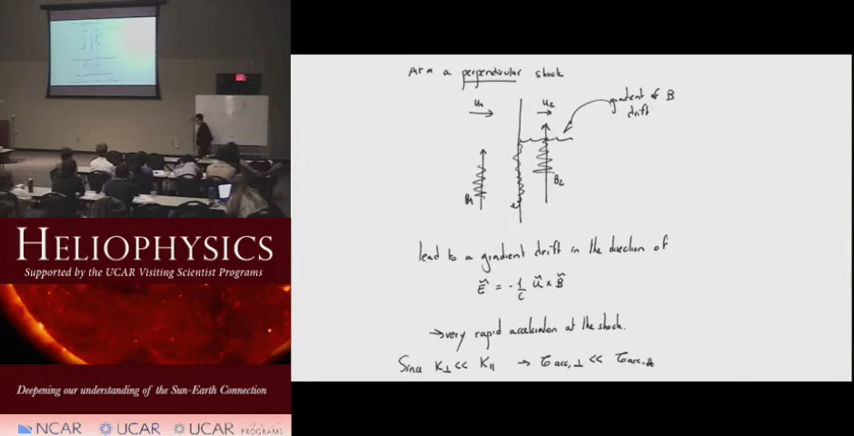 HELIOPHYSICS
Supported by the UCAR Visiting Scientist Programs
Deepening our understanding of the Sun-Earth Connection
NCAR UCAR UCAR PROGRAMS
At a perpendicular shock
u₁ u₂ gradient of B
drift
B₁ B₂
lead to a gradient drift in the direction of
E = - 1/c u × B
→ very rapid acceleration at the shock.
Since K⊥ << K∥ → τacc,⊥ << τacc,∥